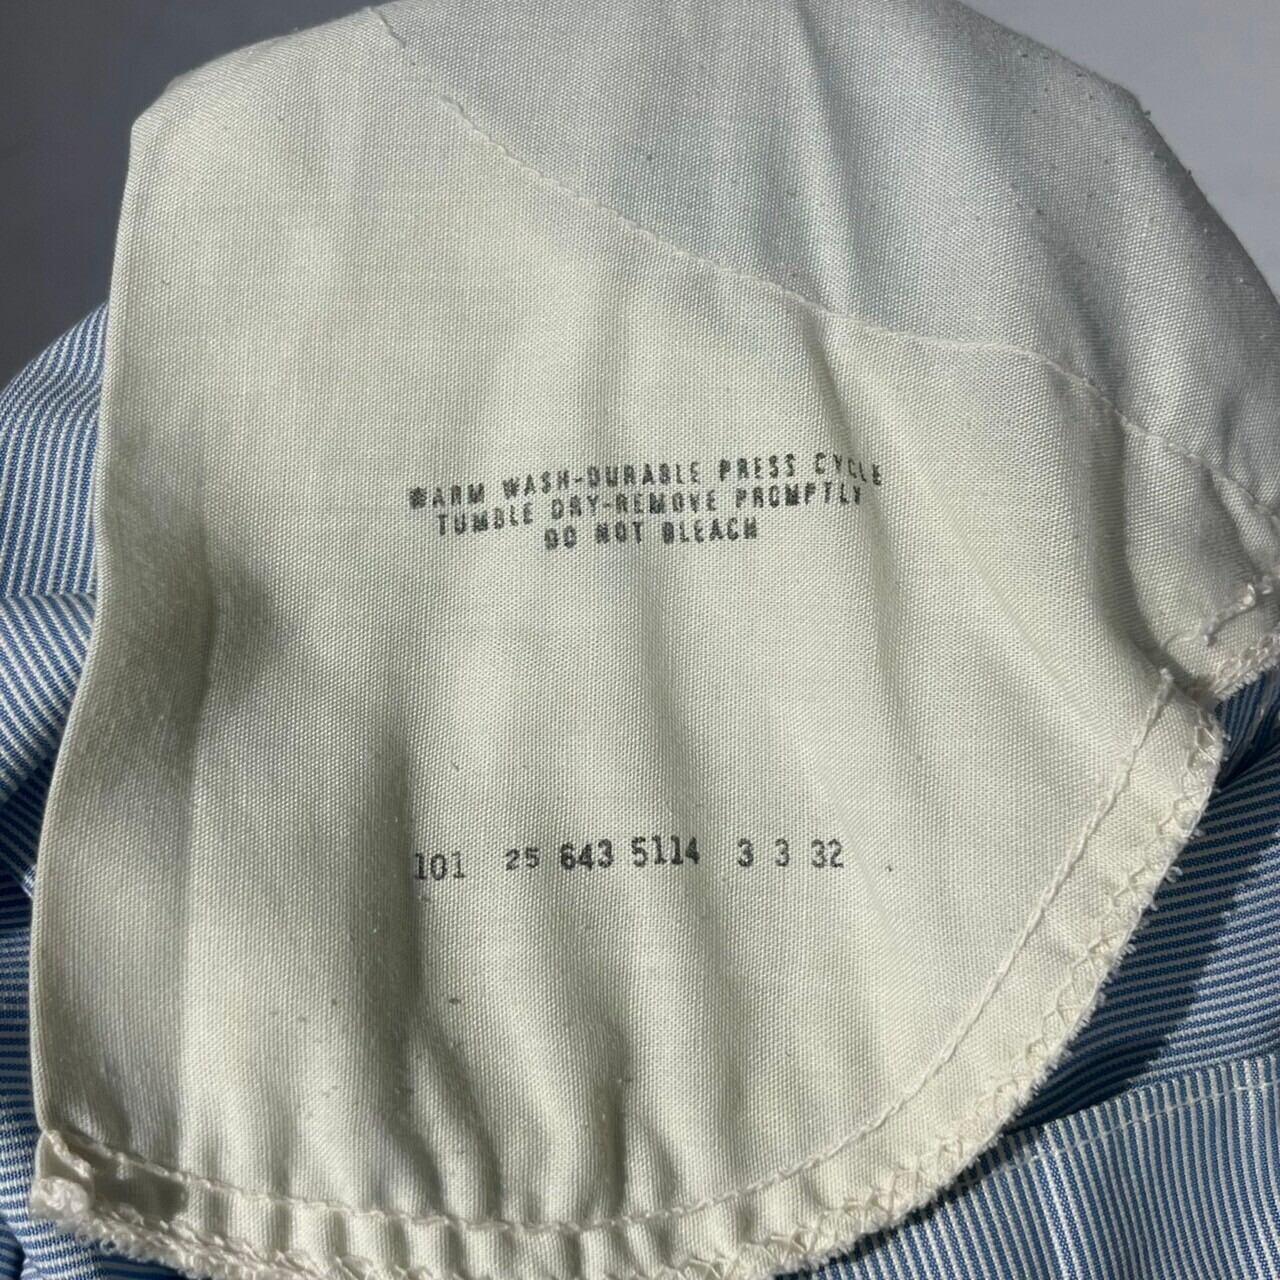 WARM WASH-DURABLE PRESS CYCLE
TUMBLE DRY-REMOVE PROMPTLY
DO NOT BLEACH
101 25 643 5114 3 3 32